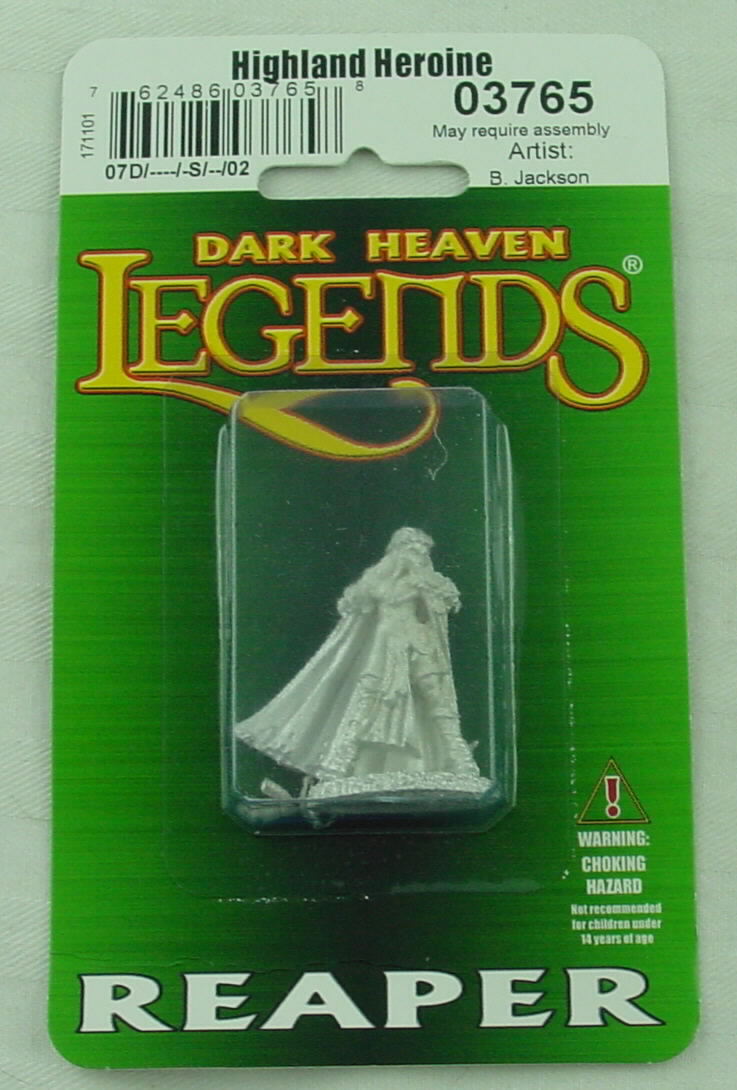 Highland Heroine
7 62486 03765 8
03765
171101
May require assembly
Artist:
07D/----/-S/--/02
B. Jackson
DARK HEAVEN
LEGENDS®
WARNING:
CHOKING
HAZARD
Not recommended
for children under
14 years of age
REAPER